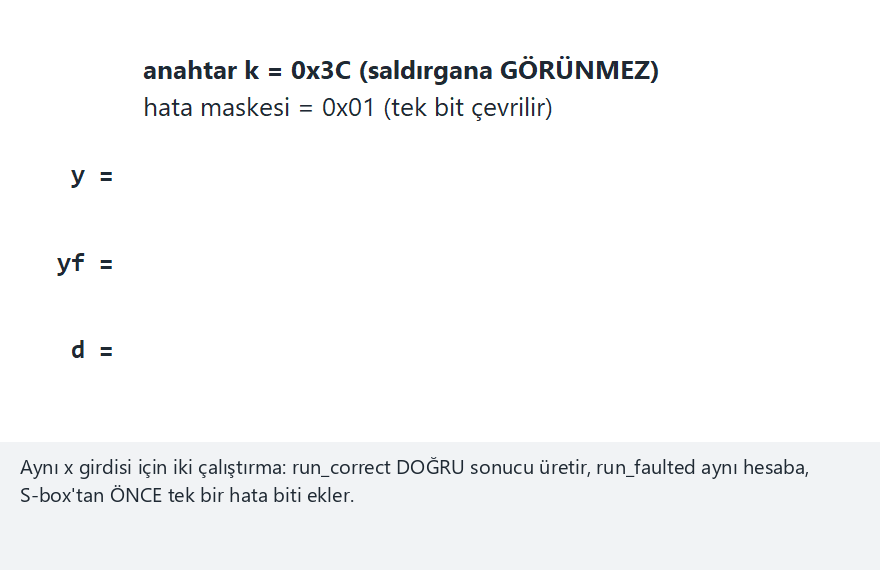 anahtar k = 0x3C (saldırgana GÖRÜNMEZ)
hata maskesi = 0x01 (tek bit çevrilir)
y =
yf =
d =
Aynı x girdisi için iki çalıştırma: run_correct DOĞRU sonucu üretir, run_faulted aynı hesaba,
S-box'tan ÖNCE tek bir hata biti ekler.